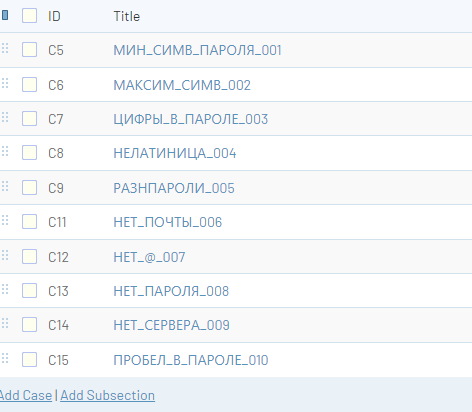 ID Title
C5 МИН_СИМВ_ПАРОЛЯ_001
C6 МАКСИМ_СИМВ_002
C7 ЦИФРЫ_В_ПАРОЛЕ_003
C8 НЕЛАТИНИЦА_004
C9 РАЗНПАРОЛИ_005
C11 НЕТ_ПОЧТЫ_006
C12 НЕТ_@_007
C13 НЕТ_ПАРОЛЯ_008
C14 НЕТ_СЕРВЕРА_009
C15 ПРОБЕЛ_В_ПАРОЛЕ_010
Add Case | Add Subsection